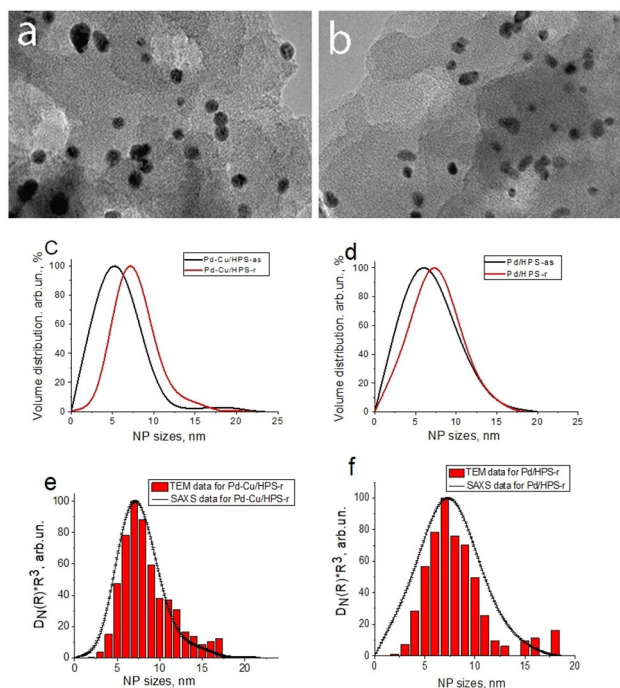 a
b
c
d
Volume distribution. arb.un., %
Pd-Cu/HPS-as
Pd-Cu/HPS-r
100
80
60
40
20
0
0 5 10 15 20 25
NP sizes, nm
Volume distribution. arb.un., %
Pd/HPS-as
Pd/HPS-r
100
80
60
40
20
0
0 5 10 15 20
NP sizes, nm
e
f
TEM data for Pd-Cu/HPS-r
SAXS data for Pd-Cu/HPS-r
D_N(R)*R³, arb.un.
100
80
60
40
20
0
0 5 10 15 20
NP sizes, nm
TEM data for Pd/HPS-r
SAXS data for Pd/HPS-r
D_N(R)*R³, arb.un.
100
80
60
40
20
0
0 5 10 15 20
NP sizes, nm